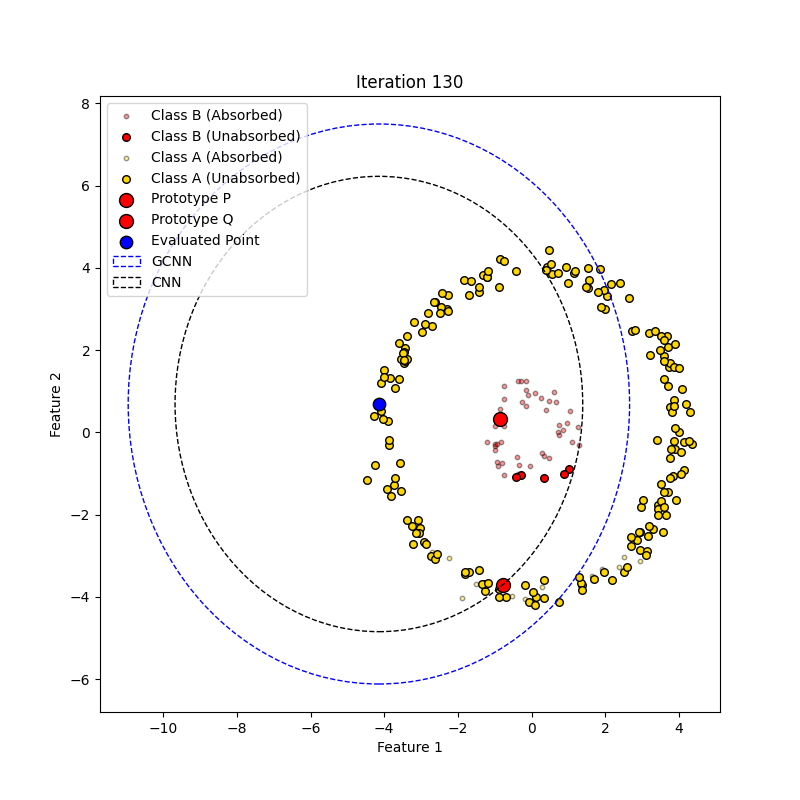 Iteration 130
Class B (Absorbed)
Class B (Unabsorbed)
Class A (Absorbed)
Class A (Unabsorbed)
Prototype P
Prototype Q
Evaluated Point
GCNN
CNN
Feature 2
8
6
4
2
0
−2
−4
−6
−10
−8
−6
−4
−2
0
2
4
Feature 1